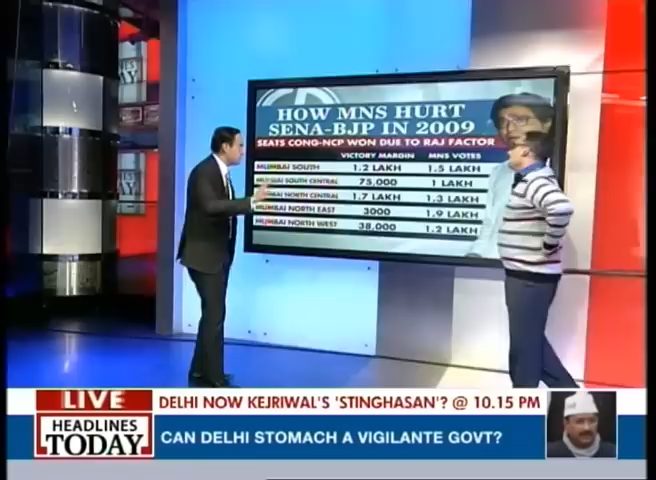 HOW MNS HURT
SENA-BJP IN 2009
SEATS CONG-NCP WON DUE TO RAJ FACTOR
VICTORY MARGIN MNS VOTES
MUMBAI SOUTH 1.2 LAKH 1.5 LAKH
MUMBAI SOUTH CENTRAL 75,000 1 LAKH
MUMBAI NORTH CENTRAL 1.7 LAKH 1.3 LAKH
MUMBAI NORTH EAST 3000 1.9 LAKH
MUMBAI NORTH WEST 38,000 1.2 LAKH
LIVE
HEADLINES
TODAY
DELHI NOW KEJRIWAL'S 'STINGHASAN'? @ 10.15 PM
CAN DELHI STOMACH A VIGILANTE GOVT?